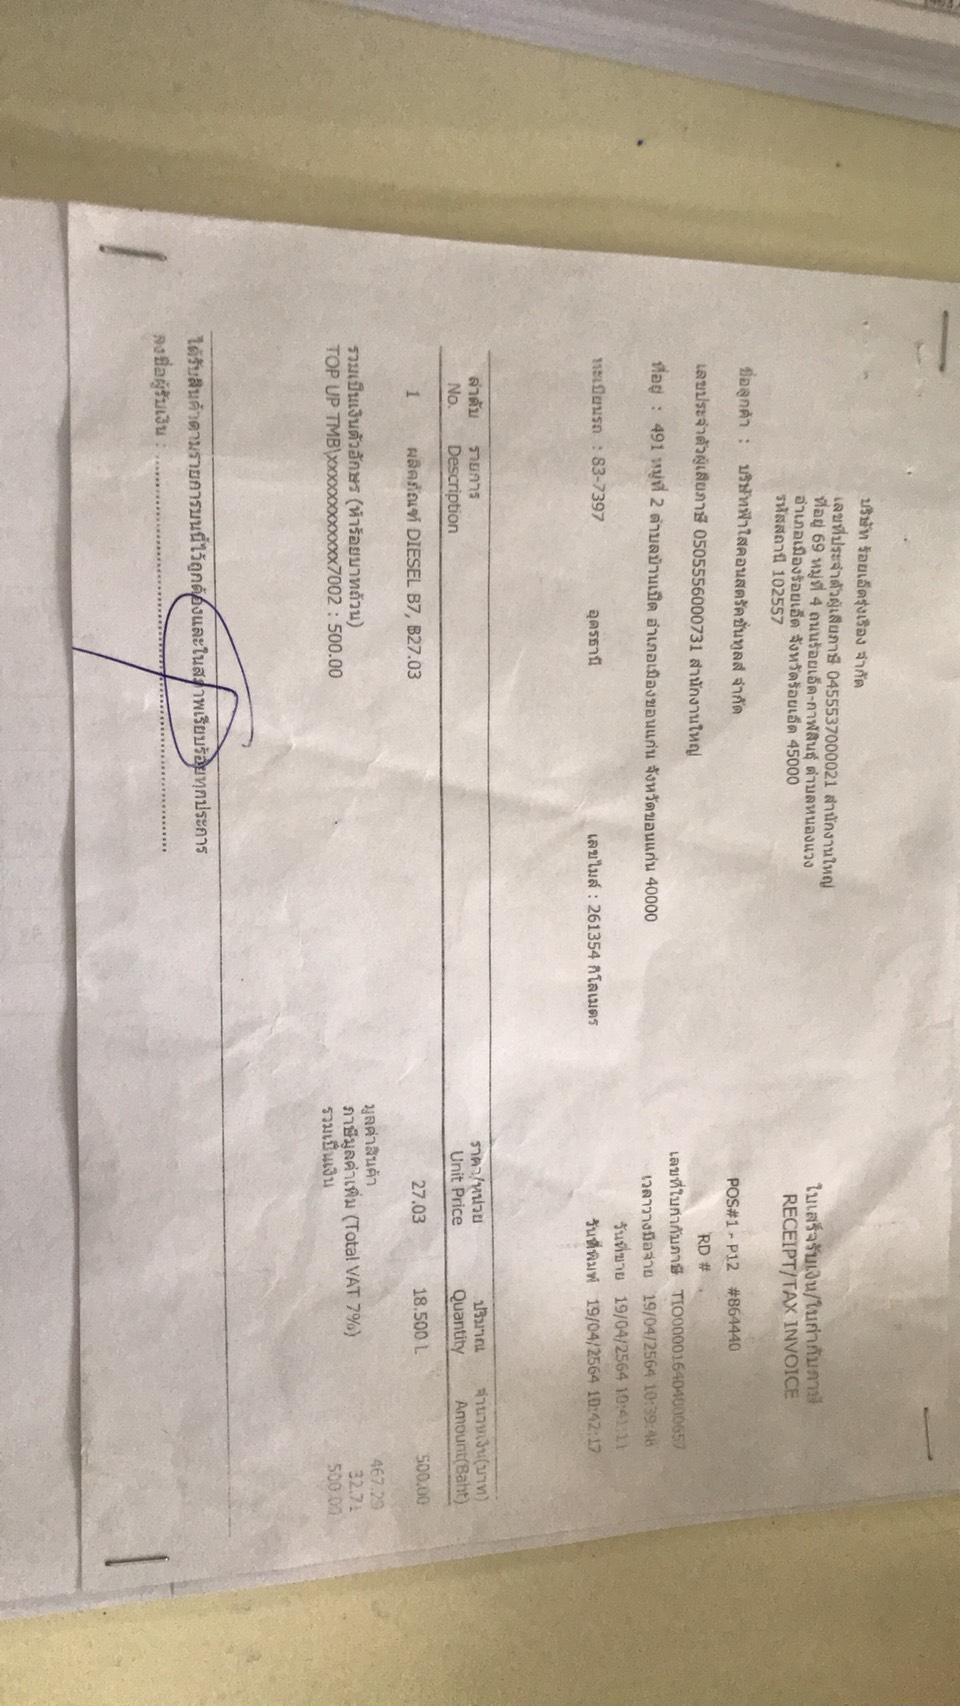 บริษัท ร้อยเอ็ดรุ่งเรือง จำกัด
เลขที่ประจำตัวผู้เสียภาษี 0455537000021 สำนักงานใหญ่
ที่อยู่ 69 หมู่ที่ 4 ถนนร้อยเอ็ด-กาฬสินธุ์ ตำบลหนองแวง
อำเภอเมืองร้อยเอ็ด จังหวัดร้อยเอ็ด 45000
รหัสสถานี 102557
ใบเสร็จรับเงิน/ใบกำกับภาษี
RECEIPT/TAX INVOICE
ชื่อลูกค้า : บริษัทฟ้าใสคอนสตรัคชั่นทูลส์ จำกัด
POS#1 - P12 #864440
เลขประจำตัวผู้เสียภาษี 0505556000731 สำนักงานใหญ่
RD # .
เลขที่ใบกำกับภาษี TIO000016404000657
ที่อยู่ : 491 หมู่ที่ 2 ตำบลบ้านเป็ด อำเภอเมืองขอนแก่น จังหวัดขอนแก่น 40000
เวลาวางมือจ่าย 19/04/2564 10:39:48
วันที่ขาย 19/04/2564 10:41:11
ทะเบียนรถ : 83-7397 อุดรธานี เลขไมล์ : 261354 กิโลเมตร
วันที่พิมพ์ 19/04/2564 10:42:17
ลำดับ รายการ ราคา/หน่วย ปริมาณ จำนวนเงิน(บาท)
No. Description Unit Price Quantity Amount(Baht)
1 ผลิตภัณฑ์ DIESEL B7, ฿27.03 27.03 18.500 L 500.00
มูลค่าสินค้า 467.29
รวมเป็นเงินตัวอักษร (ห้าร้อยบาทถ้วน) ภาษีมูลค่าเพิ่ม (Total VAT 7%) 32.71
TOP UP TMB\xxxxxxxxxxxx7002 : 500.00 รวมเป็นเงิน 500.00
ได้รับสินค้าตามรายการบนนี้ไว้ถูกต้องและในสภาพเรียบร้อยทุกประการ
ลงชื่อผู้รับเงิน : ........................................